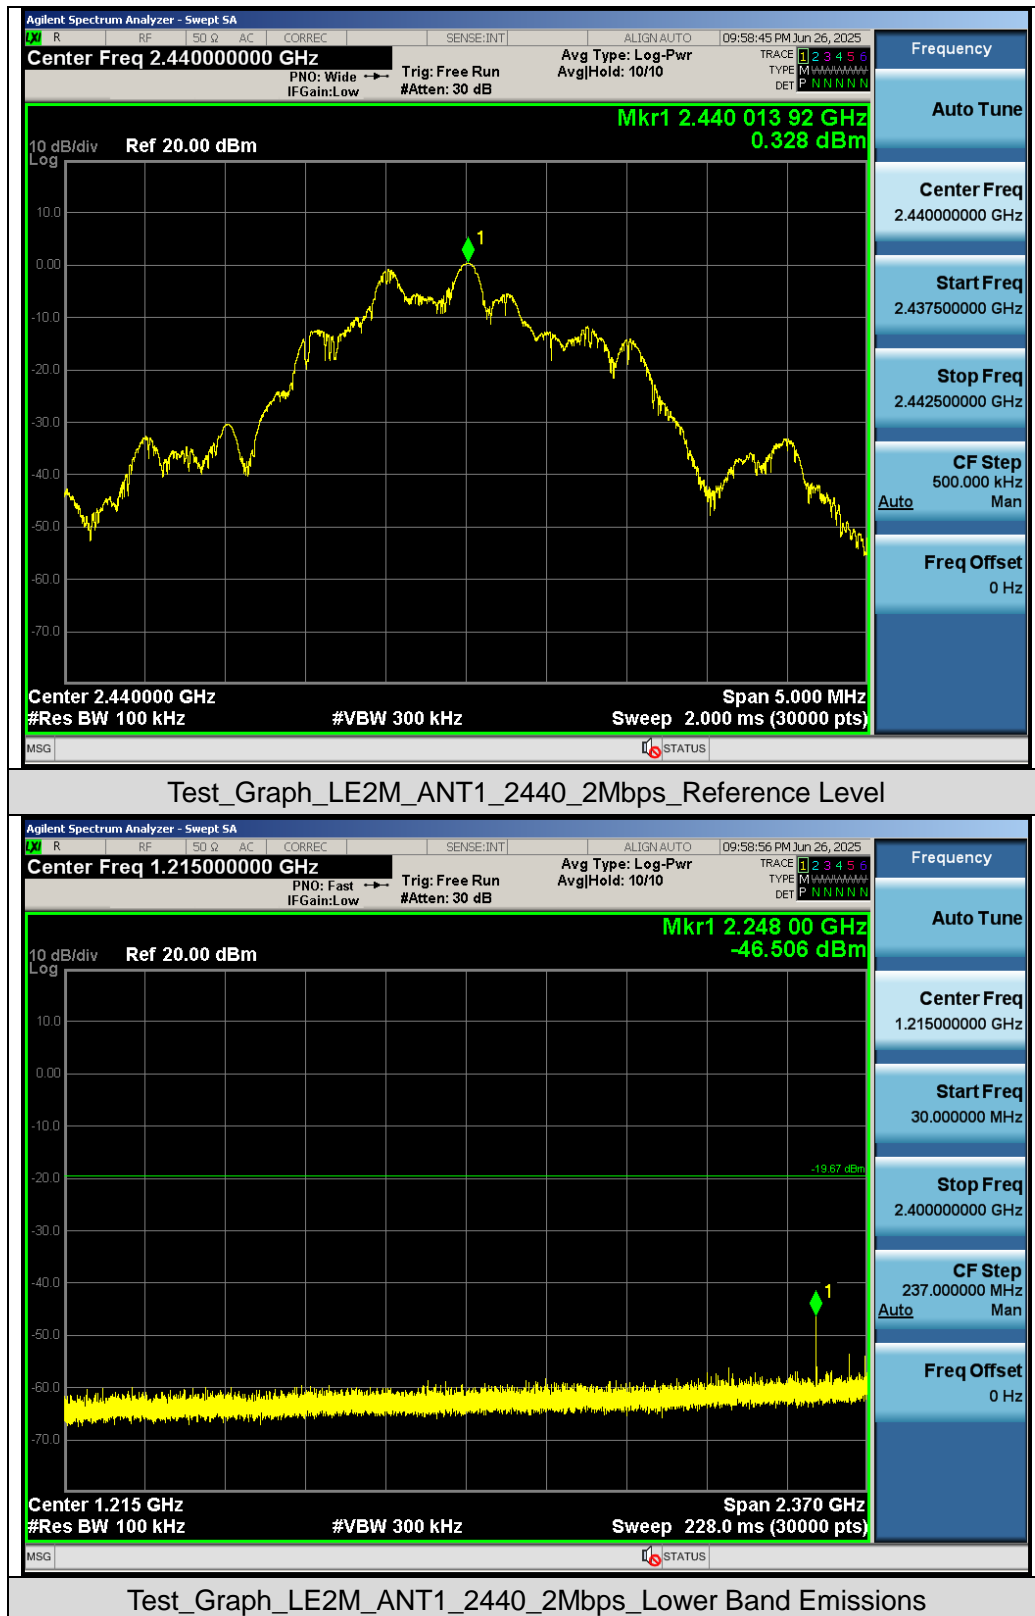 Agilent Spectrum Analyzer - Swept SA
LXI R RF 50 Ω AC CORREC SENSE:INT ALIGN AUTO 09:58:45 PM Jun 26, 2025
Center Freq 2.440000000 GHz
PNO: Wide
IFGain:Low
Trig: Free Run
#Atten: 30 dB
Avg Type: Log-Pwr
Avg|Hold: 10/10
TRACE 1 2 3 4 5 6
TYPE M
DET P N N N N N
Mkr1 2.440 013 92 GHz
0.328 dBm
10 dB/div
Log
Ref 20.00 dBm
10.0
0.00
-10.0
-20.0
-30.0
-40.0
-50.0
-60.0
-70.0
1
Center 2.440000 GHz
#Res BW 100 kHz
#VBW 300 kHz
Span 5.000 MHz
Sweep 2.000 ms (30000 pts)
MSG
STATUS
Frequency
Auto Tune
Center Freq
2.440000000 GHz
Start Freq
2.437500000 GHz
Stop Freq
2.442500000 GHz
CF Step
500.000 kHz
Auto Man
Freq Offset
0 Hz
Test_Graph_LE2M_ANT1_2440_2Mbps_Reference Level
Agilent Spectrum Analyzer - Swept SA
LXI R RF 50 Ω AC CORREC SENSE:INT ALIGN AUTO 09:58:56 PM Jun 26, 2025
Center Freq 1.215000000 GHz
PNO: Fast
IFGain:Low
Trig: Free Run
#Atten: 30 dB
Avg Type: Log-Pwr
Avg|Hold: 10/10
TRACE 1 2 3 4 5 6
TYPE M
DET P N N N N N
Mkr1 2.248 00 GHz
-46.506 dBm
10 dB/div
Log
Ref 20.00 dBm
10.0
0.00
-10.0
-20.0
-30.0
-40.0
-50.0
-60.0
-70.0
-19.67 dBm
1
Center 1.215 GHz
#Res BW 100 kHz
#VBW 300 kHz
Span 2.370 GHz
Sweep 228.0 ms (30000 pts)
MSG
STATUS
Frequency
Auto Tune
Center Freq
1.215000000 GHz
Start Freq
30.000000 MHz
Stop Freq
2.400000000 GHz
CF Step
237.000000 MHz
Auto Man
Freq Offset
0 Hz
Test_Graph_LE2M_ANT1_2440_2Mbps_Lower Band Emissions